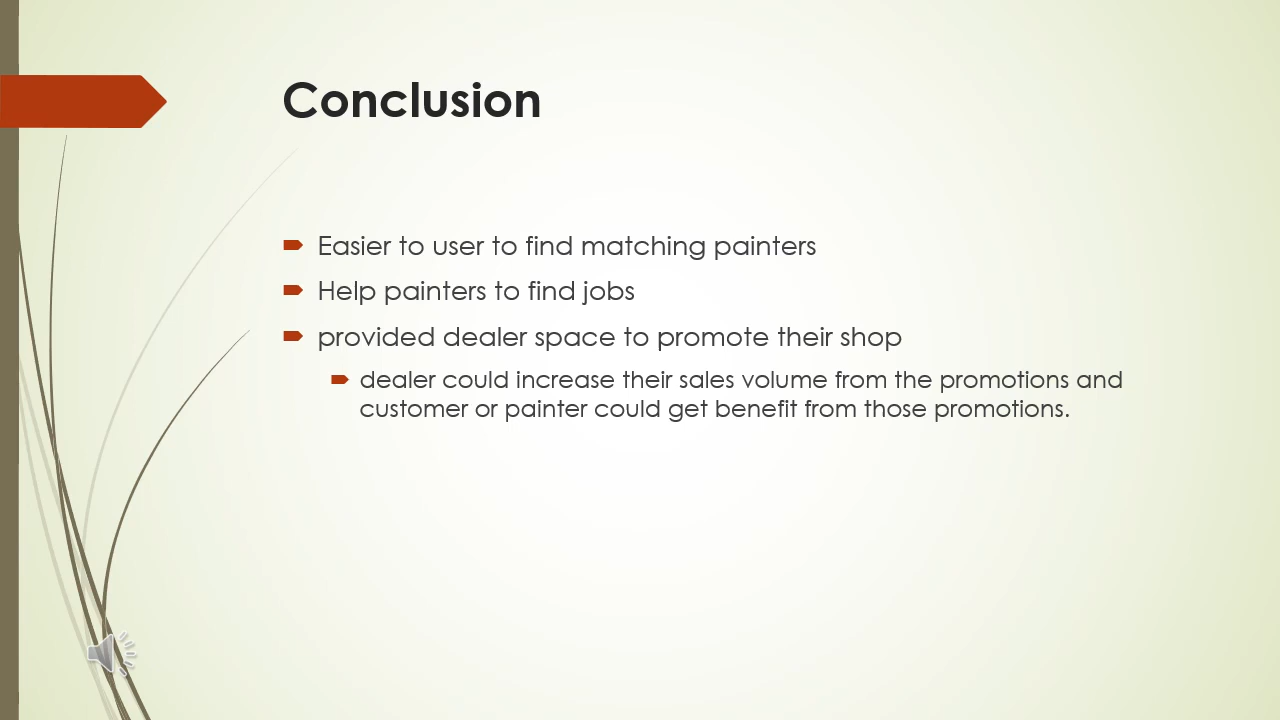 Conclusion
Easier to user to find matching painters
Help painters to find jobs
provided dealer space to promote their shop
dealer could increase their sales volume from the promotions and
customer or painter could get benefit from those promotions.